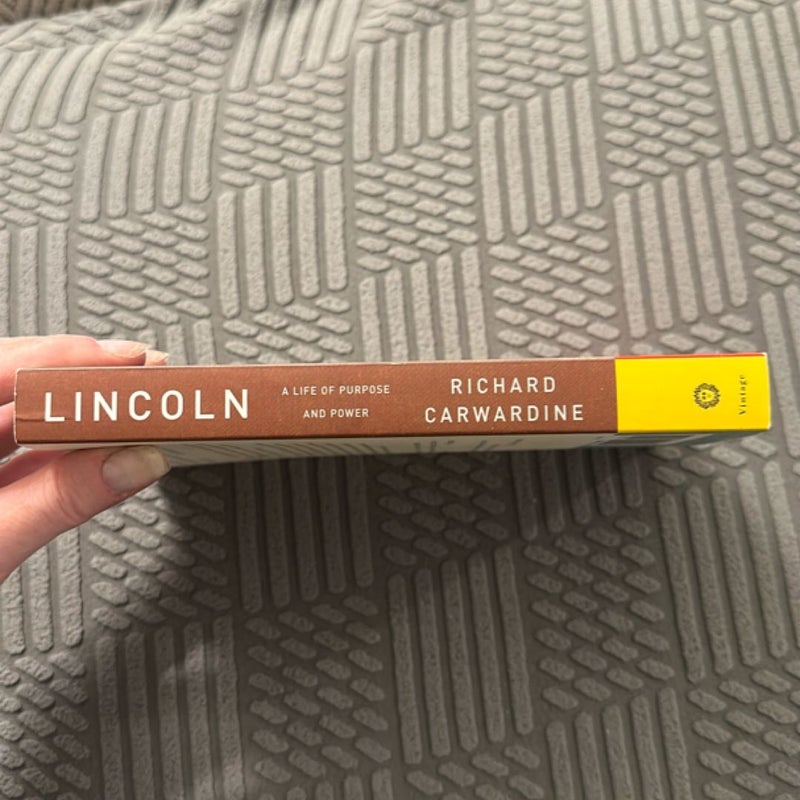 LINCOLN
A LIFE OF PURPOSE
AND POWER
RICHARD
CARWARDINE
Vintage